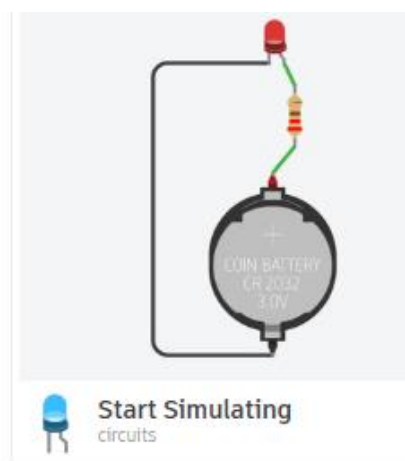 COIN BATTERY
CR 2032
3.0V
Start Simulating
circuits